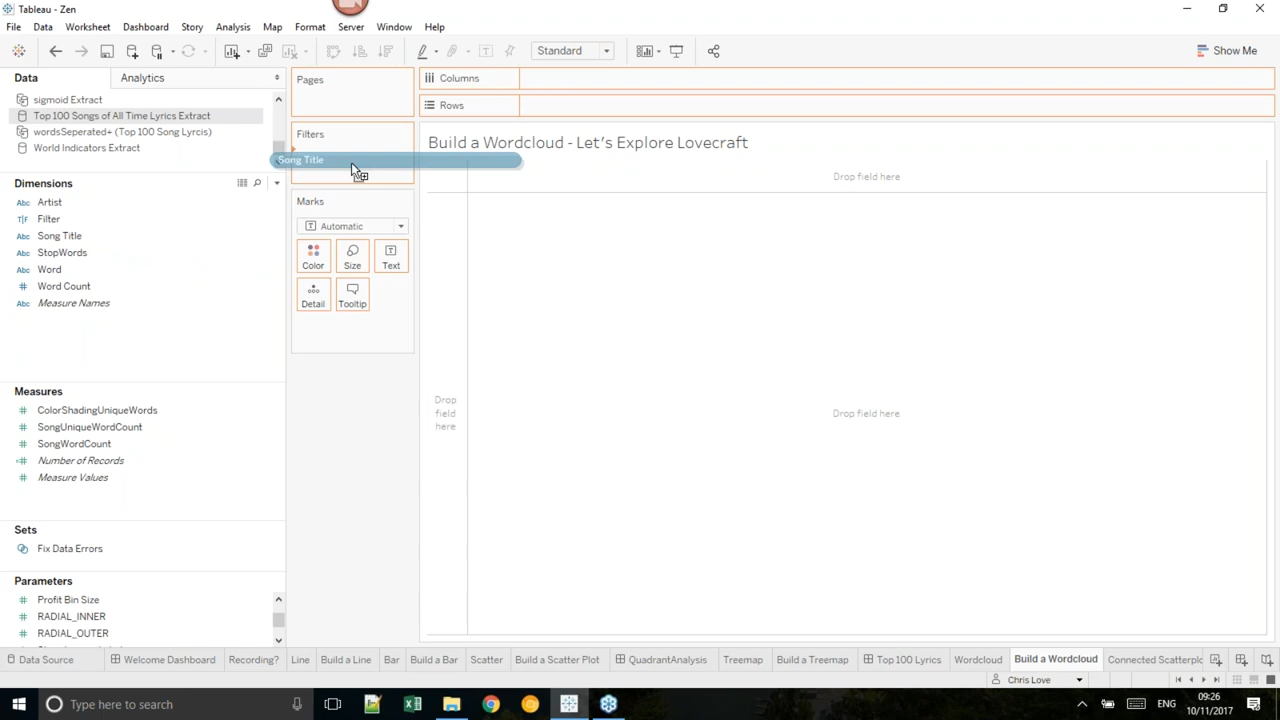 Tableau - Zen
File Data Worksheet Dashboard Story Analysis Map Format Server Window Help
Standard
Show Me
Data
Analytics
sigmoid Extract
Top 100 Songs of All Time Lyrics Extract
wordsSeperated+ (Top 100 Song Lyrcis)
World Indicators Extract
Dimensions
Abc Artist
T|F Filter
Abc Song Title
Abc StopWords
Abc Word
# Word Count
Abc Measure Names
Measures
# ColorShadingUniqueWords
# SongUniqueWordCount
# SongWordCount
# Number of Records
# Measure Values
Sets
Fix Data Errors
Parameters
# Profit Bin Size
# RADIAL_INNER
# RADIAL_OUTER
Pages
Filters
Song Title
Marks
T Automatic
Color Size Text
Detail Tooltip
Columns
Rows
Build a Wordcloud - Let's Explore Lovecraft
Drop field here
Drop
field
here
Drop field here
Data Source Welcome Dashboard Recording? Line Build a Line Bar Build a Bar Scatter Build a Scatter Plot QuadrantAnalysis Treemap Build a Treemap Top 100 Lyrics Wordcloud Build a Wordcloud Connected Scatterplc
Chris Love
Type here to search
ENG
09:26
10/11/2017